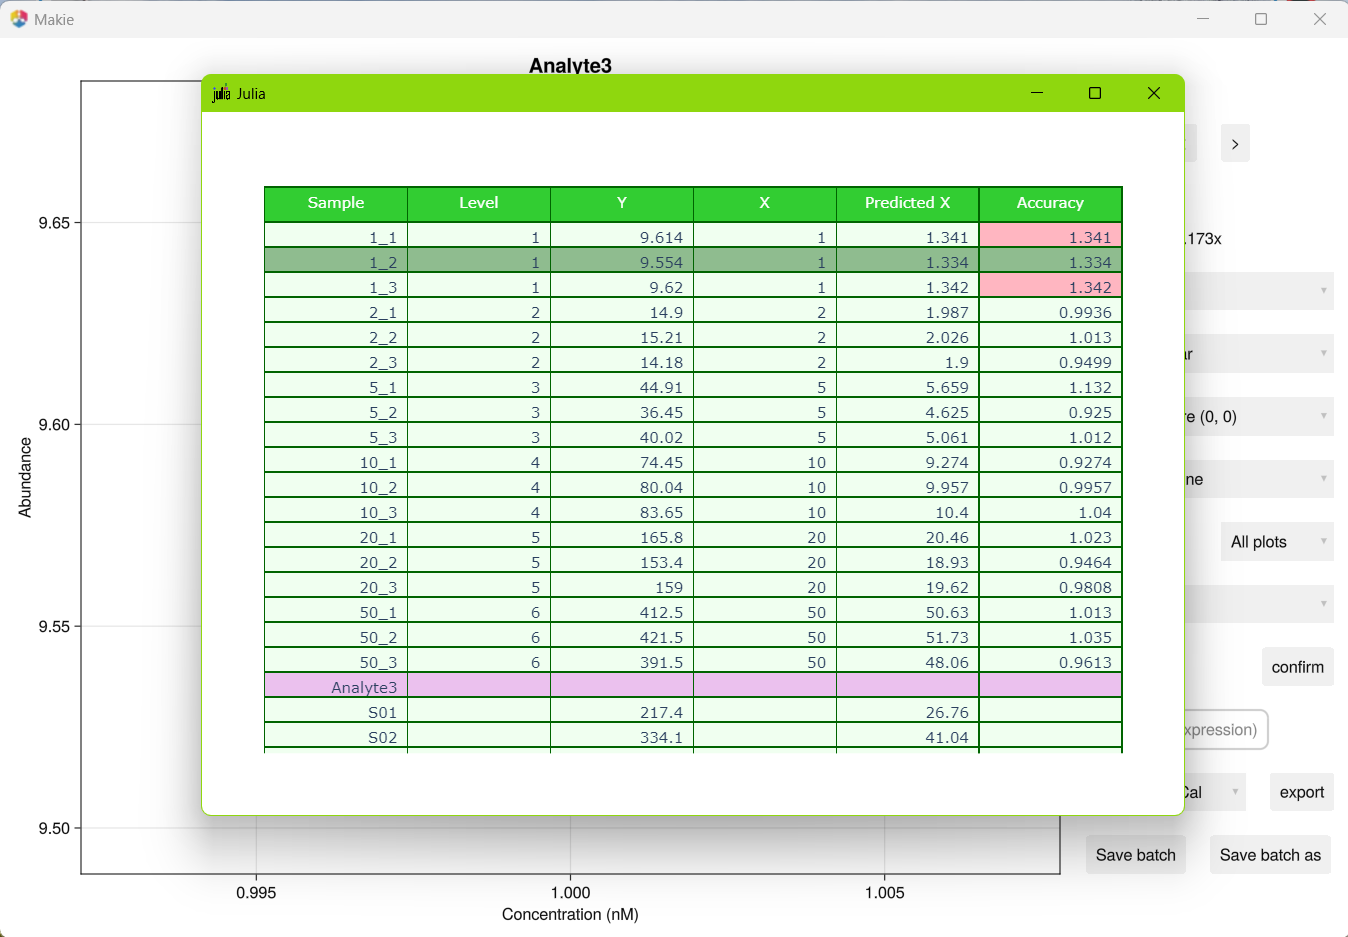 Makie
Analyte3
julia Julia
>
Sample Level Y X Predicted X Accuracy
1_1 1 9.614 1 1.341 1.341
1_2 1 9.554 1 1.334 1.334
1_3 1 9.62 1 1.342 1.342
2_1 2 14.9 2 1.987 0.9936
2_2 2 15.21 2 2.026 1.013
2_3 2 14.18 2 1.9 0.9499
5_1 3 44.91 5 5.659 1.132
5_2 3 36.45 5 4.625 0.925
5_3 3 40.02 5 5.061 1.012
10_1 4 74.45 10 9.274 0.9274
10_2 4 80.04 10 9.957 0.9957
10_3 4 83.65 10 10.4 1.04
20_1 5 165.8 20 20.46 1.023
20_2 5 153.4 20 18.93 0.9464
20_3 5 159 20 19.62 0.9808
50_1 6 412.5 50 50.63 1.013
50_2 6 421.5 50 51.73 1.035
50_3 6 391.5 50 48.06 0.9613
Analyte3
S01 217.4 26.76
S02 334.1 41.04
9.65
9.60
9.55
9.50
Abundance
0.995 1.000 1.005
Concentration (nM)
.173x
(0, 0)
All plots
confirm
xpression)
Cal export
Save batch Save batch as